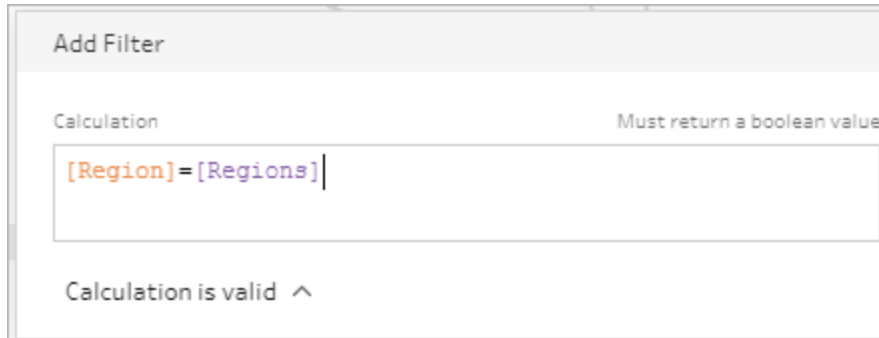 Add Filter
Calculation
Must return a boolean value
[Region]=[Regions]
Calculation is valid